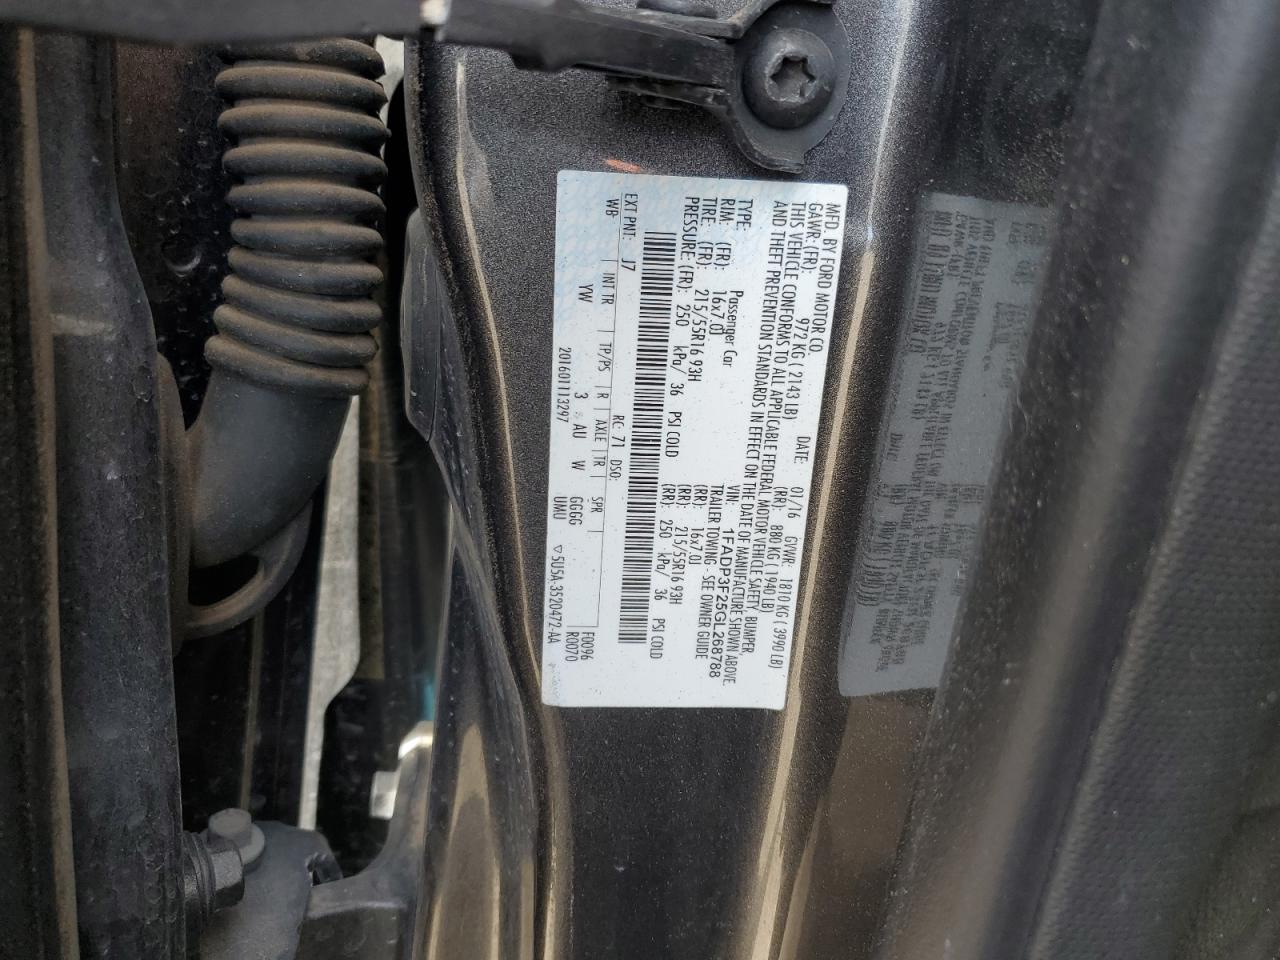 MFD. BY FORD MOTOR CO. DATE: 01/16 GVWR: 1810 KG ( 3990 LB)
GAWR:(FR): 972 KG ( 2143 LB) (RR): 880 KG ( 1940 LB)
THIS VEHICLE CONFORMS TO ALL APPLICABLE FEDERAL MOTOR VEHICLE SAFETY, BUMPER,
AND THEFT PREVENTION STANDARDS IN EFFECT ON THE DATE OF MANUFACTURE SHOWN ABOVE.
VIN: 1FADP3F25GL268788
TYPE: Passenger Car TRAILER TOWING - SEE OWNER GUIDE
RIM: (FR): 16x7.0J (RR): 16x7.0J
TIRE: (FR): 215/55R16 93H (RR): 215/55R16 93H
PRESSURE:(FR): 250 kPa/ 36 PSI COLD (RR): 250 kPa/ 36 PSI COLD
EXT PNT: J7 RC: 71 DSO: F0096
WB INT TR TP/PS R AXLE TR SPR R0070
YW 3 AU W GGGG
UMU
20160113297 5U5A-3520472-AA